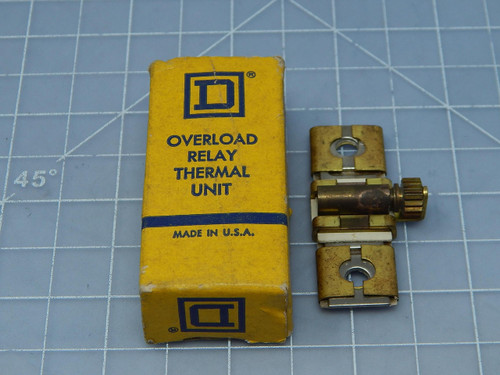 45°
D®
OVERLOAD
RELAY
THERMAL
UNIT
MADE IN U.S.A.
D®